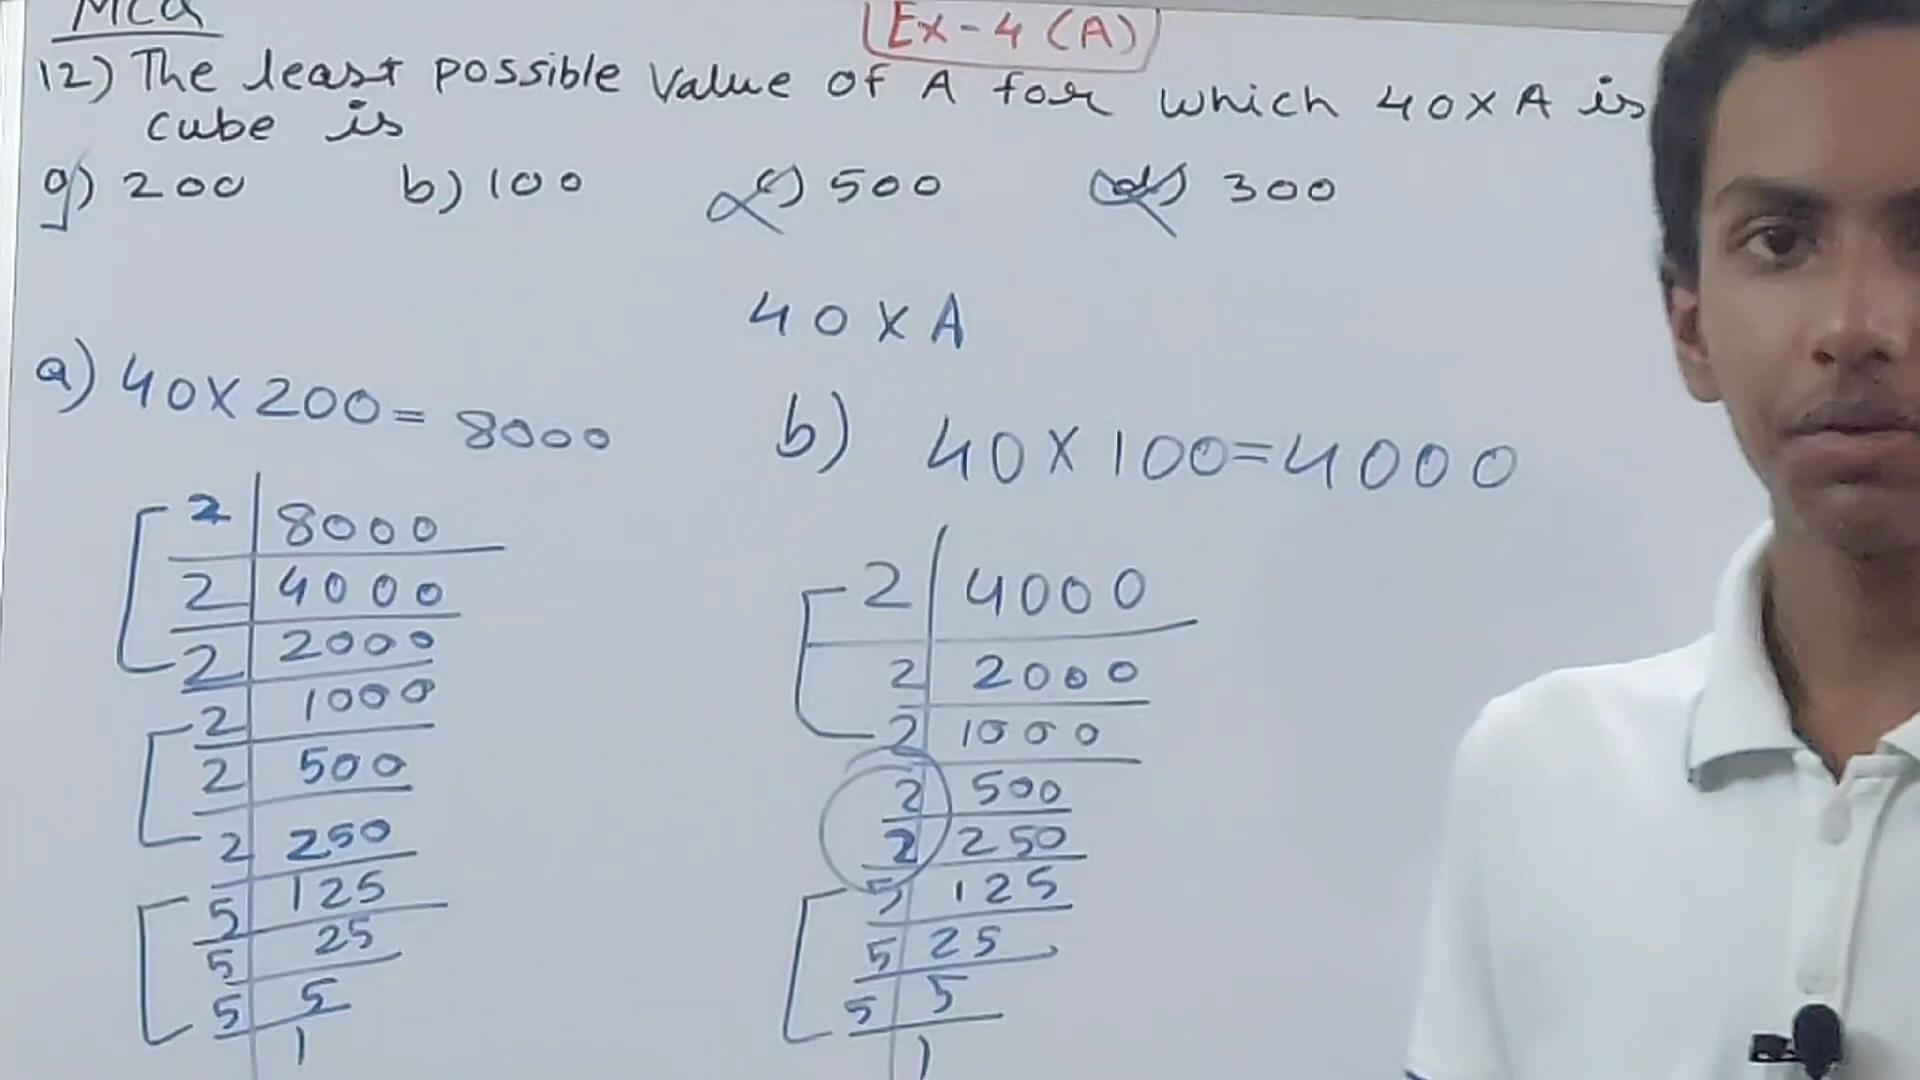 MCQ
Ex-4 (A)
12) The least possible value of A for which 40xA is
cube is
a) 200 b) 100 c) 500 d) 300
40 x A
a) 40 x 200 = 8000
2 | 8000
2 | 4000
2 | 2000
2 | 1000
2 | 500
2 | 250
5 | 125
5 | 25
5 | 5
1
b) 40 x 100 = 4000
2 | 4000
2 | 2000
2 | 1000
2 | 500
2 | 250
5 | 125
5 | 25
5 | 5
1